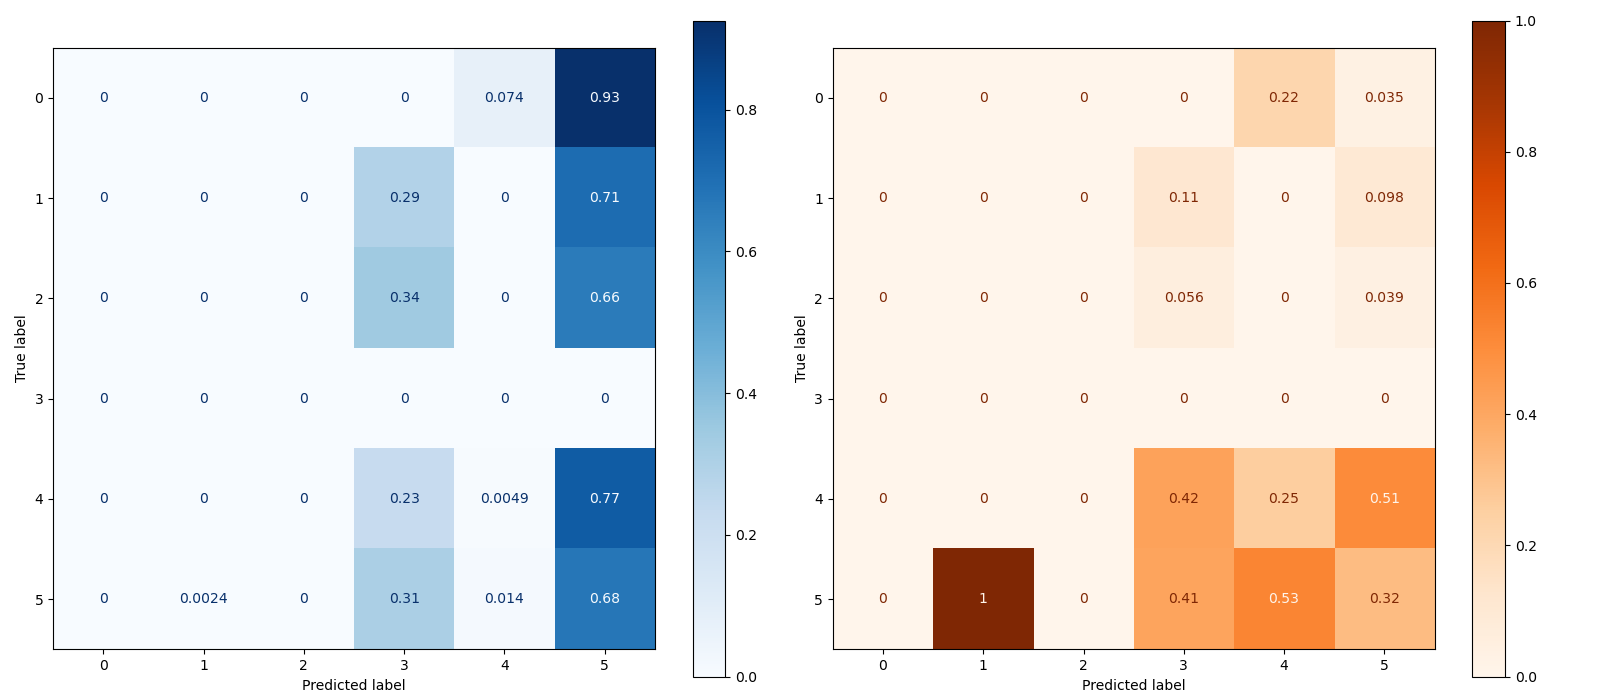 0 0 0 0 0 0.074 0.93
1 0 0 0 0.29 0 0.71
2 0 0 0 0.34 0 0.66
3 0 0 0 0 0 0
4 0 0 0 0.23 0.0049 0.77
5 0 0.0024 0 0.31 0.014 0.68
0 1 2 3 4 5
Predicted label
True label
0.8
0.6
0.4
0.2
0.0
0 0 0 0 0 0.22 0.035
1 0 0 0 0.11 0 0.098
2 0 0 0 0.056 0 0.039
3 0 0 0 0 0 0
4 0 0 0 0.42 0.25 0.51
5 0 1 0 0.41 0.53 0.32
0 1 2 3 4 5
Predicted label
True label
1.0
0.8
0.6
0.4
0.2
0.0